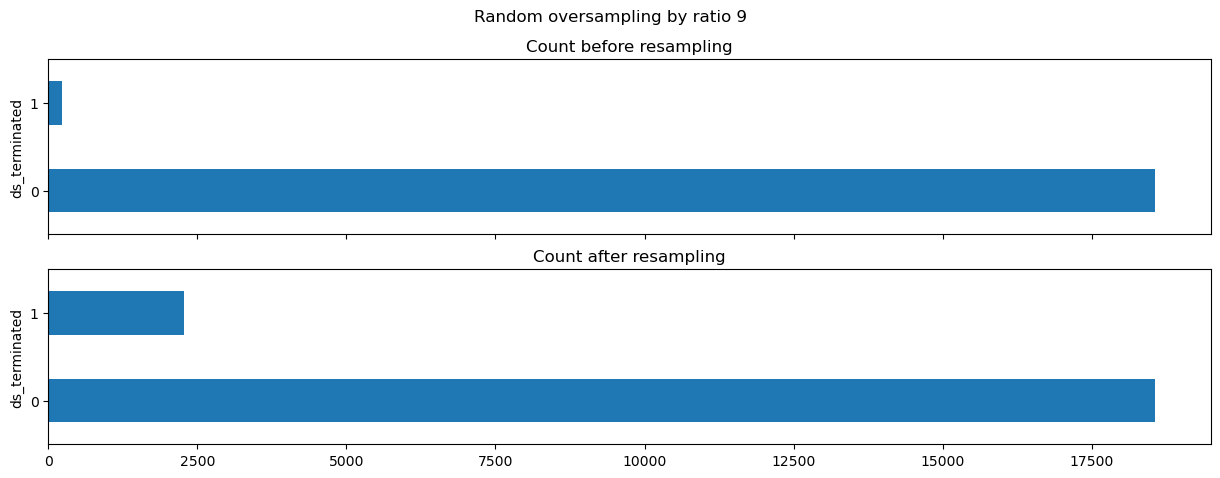 Random oversampling by ratio 9
Count before resampling
ds_terminated
1
0
Count after resampling
ds_terminated
1
0
0 2500 5000 7500 10000 12500 15000 17500